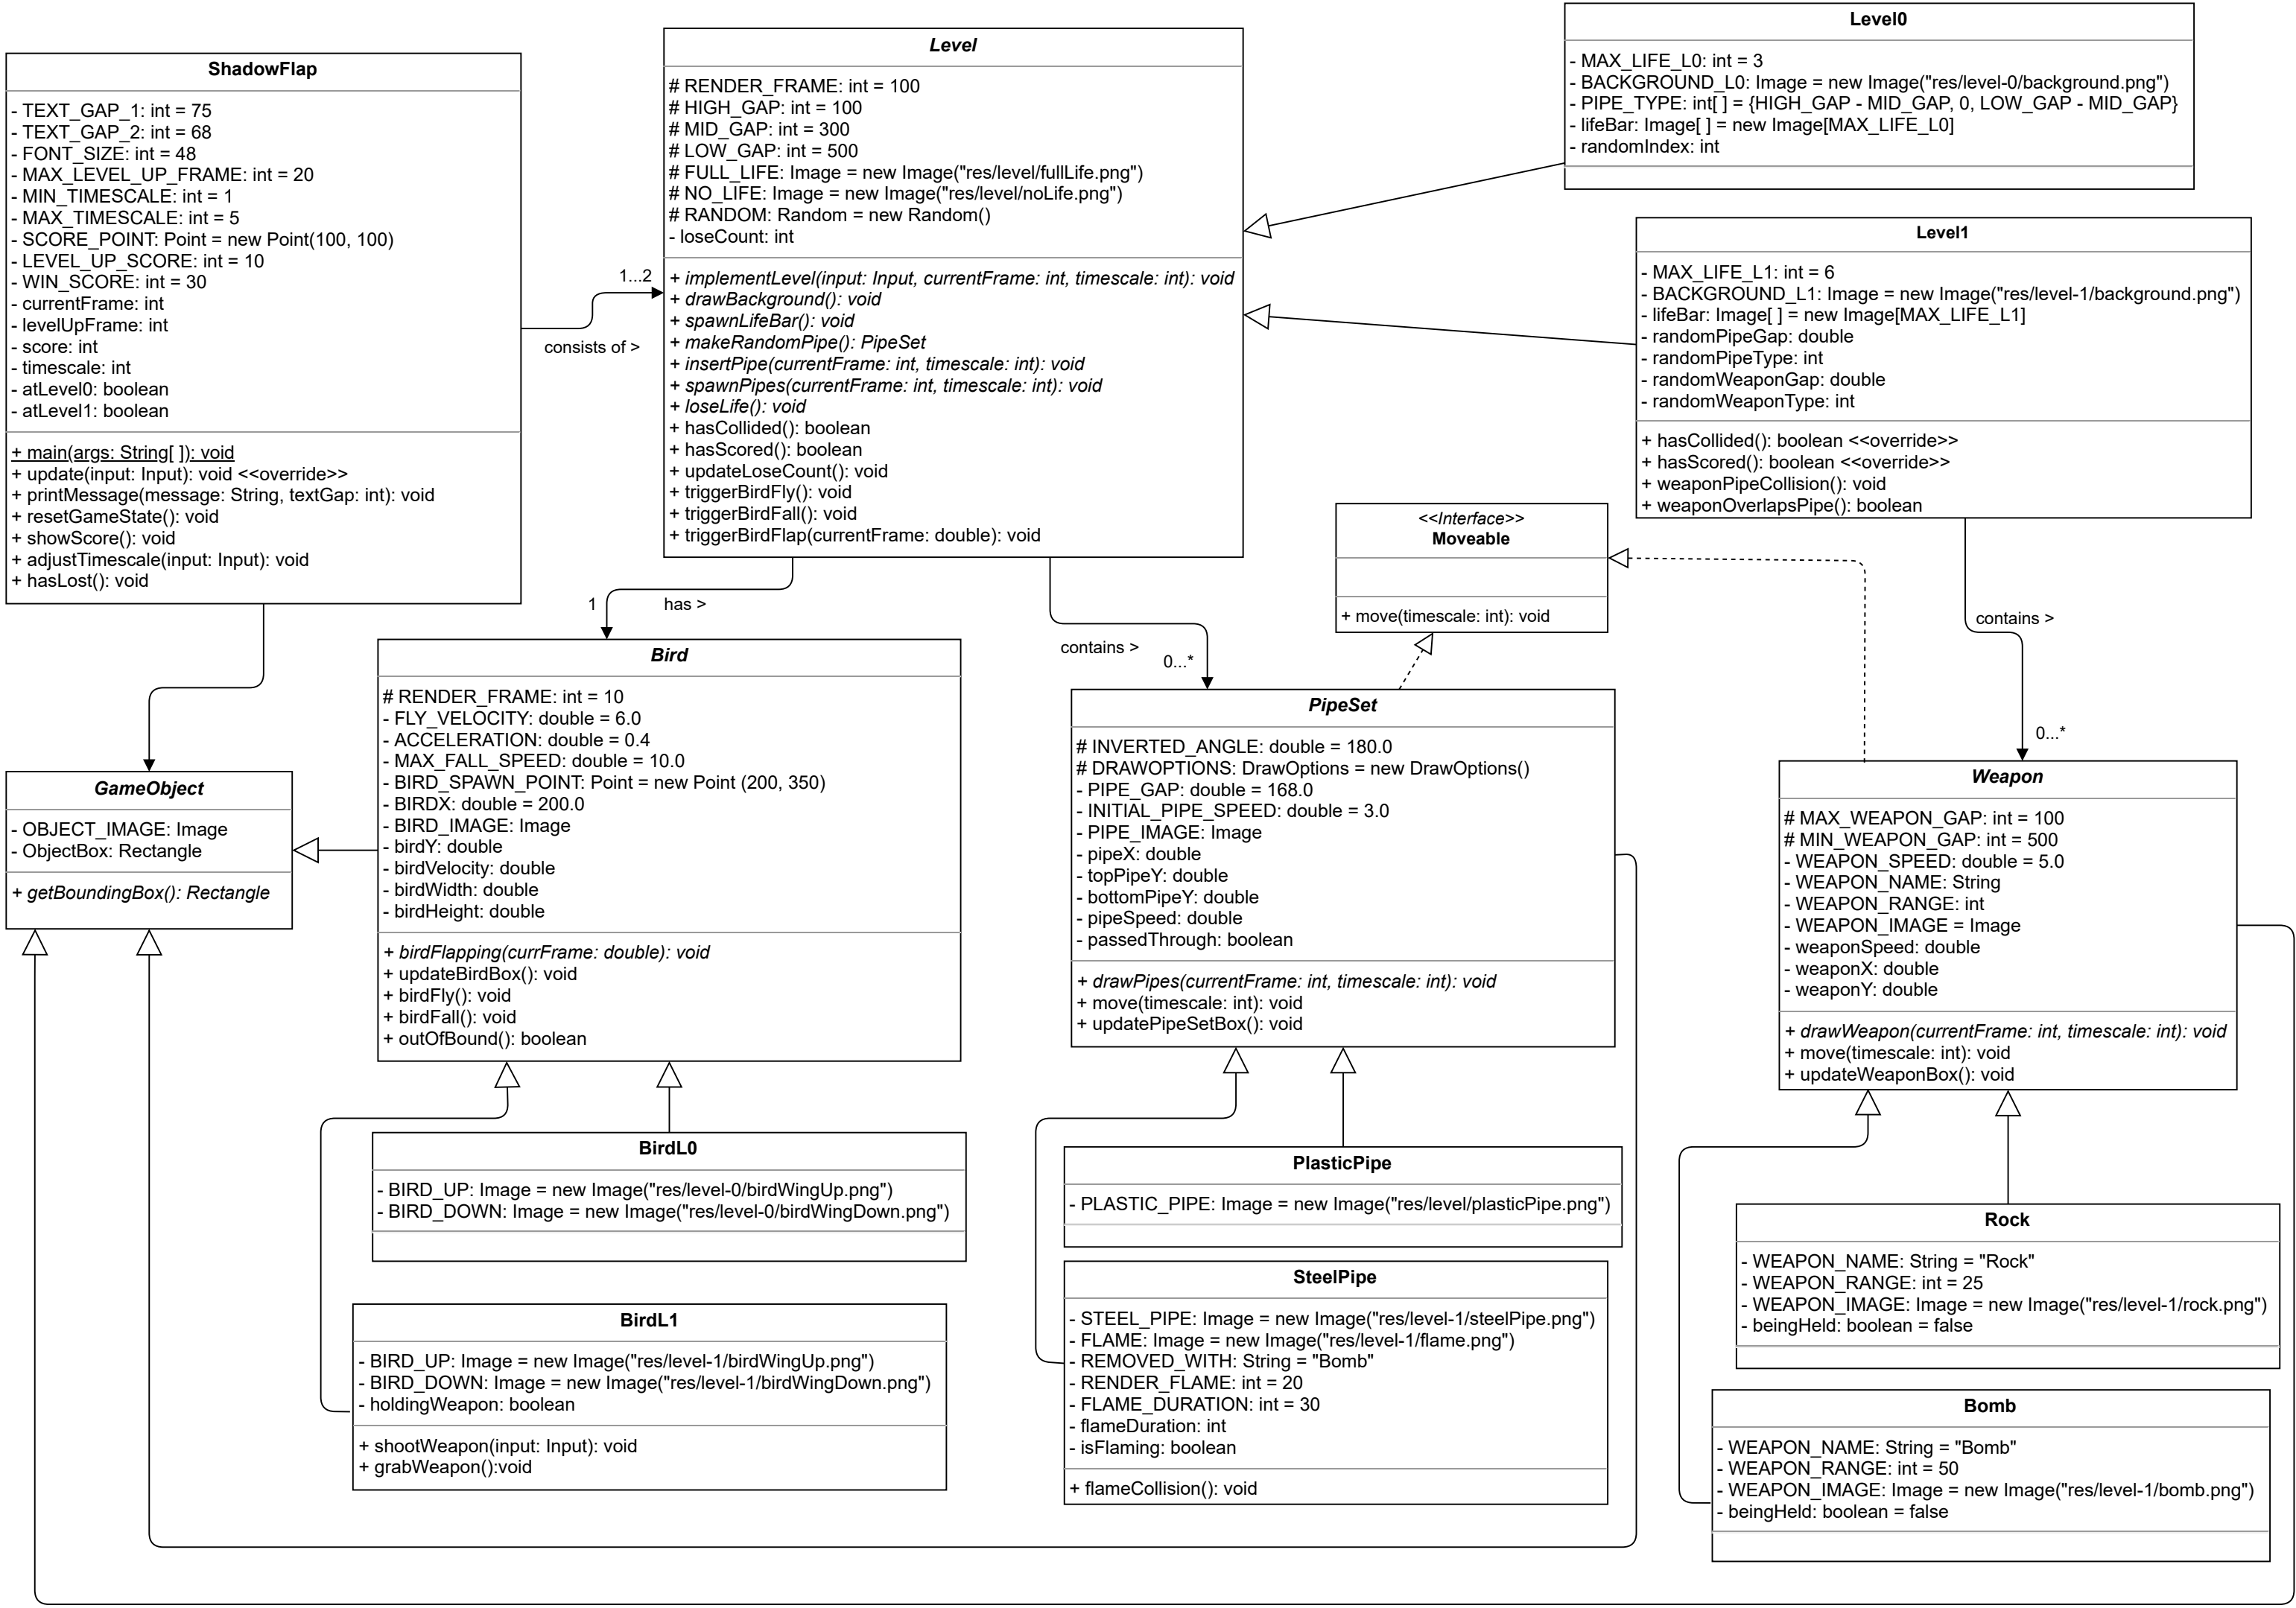 ShadowFlap
- TEXT_GAP_1: int = 75
- TEXT_GAP_2: int = 68
- FONT_SIZE: int = 48
- MAX_LEVEL_UP_FRAME: int = 20
- MIN_TIMESCALE: int = 1
- MAX_TIMESCALE: int = 5
- SCORE_POINT: Point = new Point(100, 100)
- LEVEL_UP_SCORE: int = 10
- WIN_SCORE: int = 30
- currentFrame: int
- levelUpFrame: int
- score: int
- timescale: int
- atLevel0: boolean
- atLevel1: boolean
+ main(args: String[ ]): void
+ update(input: Input): void <<override>>
+ printMessage(message: String, textGap: int): void
+ resetGameState(): void
+ showScore(): void
+ adjustTimescale(input: Input): void
+ hasLost(): void
1...2
consists of >
Level
# RENDER_FRAME: int = 100
# HIGH_GAP: int = 100
# MID_GAP: int = 300
# LOW_GAP: int = 500
# FULL_LIFE: Image = new Image("res/level/fullLife.png")
# NO_LIFE: Image = new Image("res/level/noLife.png")
# RANDOM: Random = new Random()
- loseCount: int
+ implementLevel(input: Input, currentFrame: int, timescale: int): void
+ drawBackground(): void
+ spawnLifeBar(): void
+ makeRandomPipe(): PipeSet
+ insertPipe(currentFrame: int, timescale: int): void
+ spawnPipes(currentFrame: int, timescale: int): void
+ loseLife(): void
+ hasCollided(): boolean
+ hasScored(): boolean
+ updateLoseCount(): void
+ triggerBirdFly(): void
+ triggerBirdFall(): void
+ triggerBirdFlap(currentFrame: double): void
Level0
- MAX_LIFE_L0: int = 3
- BACKGROUND_L0: Image = new Image("res/level-0/background.png")
- PIPE_TYPE: int[ ] = {HIGH_GAP - MID_GAP, 0, LOW_GAP - MID_GAP}
- lifeBar: Image[ ] = new Image[MAX_LIFE_L0]
- randomIndex: int
Level1
- MAX_LIFE_L1: int = 6
- BACKGROUND_L1: Image = new Image("res/level-1/background.png")
- lifeBar: Image[ ] = new Image[MAX_LIFE_L1]
- randomPipeGap: double
- randomPipeType: int
- randomWeaponGap: double
- randomWeaponType: int
+ hasCollided(): boolean <<override>>
+ hasScored(): boolean <<override>>
+ weaponPipeCollision(): void
+ weaponOverlapsPipe(): boolean
<<Interface>>
Moveable
+ move(timescale: int): void
1
has >
contains >
0...*
contains >
0...*
GameObject
- OBJECT_IMAGE: Image
- ObjectBox: Rectangle
+ getBoundingBox(): Rectangle
Bird
# RENDER_FRAME: int = 10
- FLY_VELOCITY: double = 6.0
- ACCELERATION: double = 0.4
- MAX_FALL_SPEED: double = 10.0
- BIRD_SPAWN_POINT: Point = new Point (200, 350)
- BIRDX: double = 200.0
- BIRD_IMAGE: Image
- birdY: double
- birdVelocity: double
- birdWidth: double
- birdHeight: double
+ birdFlapping(currFrame: double): void
+ updateBirdBox(): void
+ birdFly(): void
+ birdFall(): void
+ outOfBound(): boolean
PipeSet
# INVERTED_ANGLE: double = 180.0
# DRAWOPTIONS: DrawOptions = new DrawOptions()
- PIPE_GAP: double = 168.0
- INITIAL_PIPE_SPEED: double = 3.0
- PIPE_IMAGE: Image
- pipeX: double
- topPipeY: double
- bottomPipeY: double
- pipeSpeed: double
- passedThrough: boolean
+ drawPipes(currentFrame: int, timescale: int): void
+ move(timescale: int): void
+ updatePipeSetBox(): void
Weapon
# MAX_WEAPON_GAP: int = 100
# MIN_WEAPON_GAP: int = 500
- WEAPON_SPEED: double = 5.0
- WEAPON_NAME: String
- WEAPON_RANGE: int
- WEAPON_IMAGE = Image
- weaponSpeed: double
- weaponX: double
- weaponY: double
+ drawWeapon(currentFrame: int, timescale: int): void
+ move(timescale: int): void
+ updateWeaponBox(): void
BirdL0
- BIRD_UP: Image = new Image("res/level-0/birdWingUp.png")
- BIRD_DOWN: Image = new Image("res/level-0/birdWingDown.png")
BirdL1
- BIRD_UP: Image = new Image("res/level-1/birdWingUp.png")
- BIRD_DOWN: Image = new Image("res/level-1/birdWingDown.png")
- holdingWeapon: boolean
+ shootWeapon(input: Input): void
+ grabWeapon():void
PlasticPipe
- PLASTIC_PIPE: Image = new Image("res/level/plasticPipe.png")
SteelPipe
- STEEL_PIPE: Image = new Image("res/level-1/steelPipe.png")
- FLAME: Image = new Image("res/level-1/flame.png")
- REMOVED_WITH: String = "Bomb"
- RENDER_FLAME: int = 20
- FLAME_DURATION: int = 30
- flameDuration: int
- isFlaming: boolean
+ flameCollision(): void
Rock
- WEAPON_NAME: String = "Rock"
- WEAPON_RANGE: int = 25
- WEAPON_IMAGE: Image = new Image("res/level-1/rock.png")
- beingHeld: boolean = false
Bomb
- WEAPON_NAME: String = "Bomb"
- WEAPON_RANGE: int = 50
- WEAPON_IMAGE: Image = new Image("res/level-1/bomb.png")
- beingHeld: boolean = false